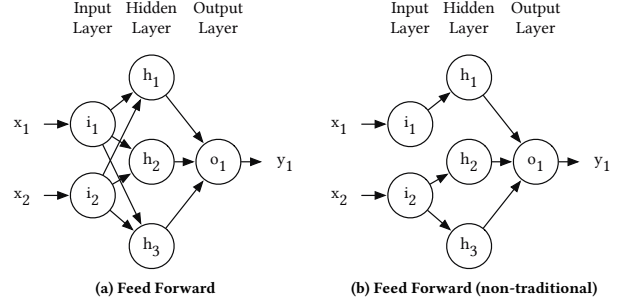 Input Hidden Output
Layer Layer Layer
h1
x1 i1
h2 o1 y1
x2 i2
h3
(a) Feed Forward
Input Hidden Output
Layer Layer Layer
h1
x1 i1
h2 o1 y1
x2 i2
h3
(b) Feed Forward (non-traditional)